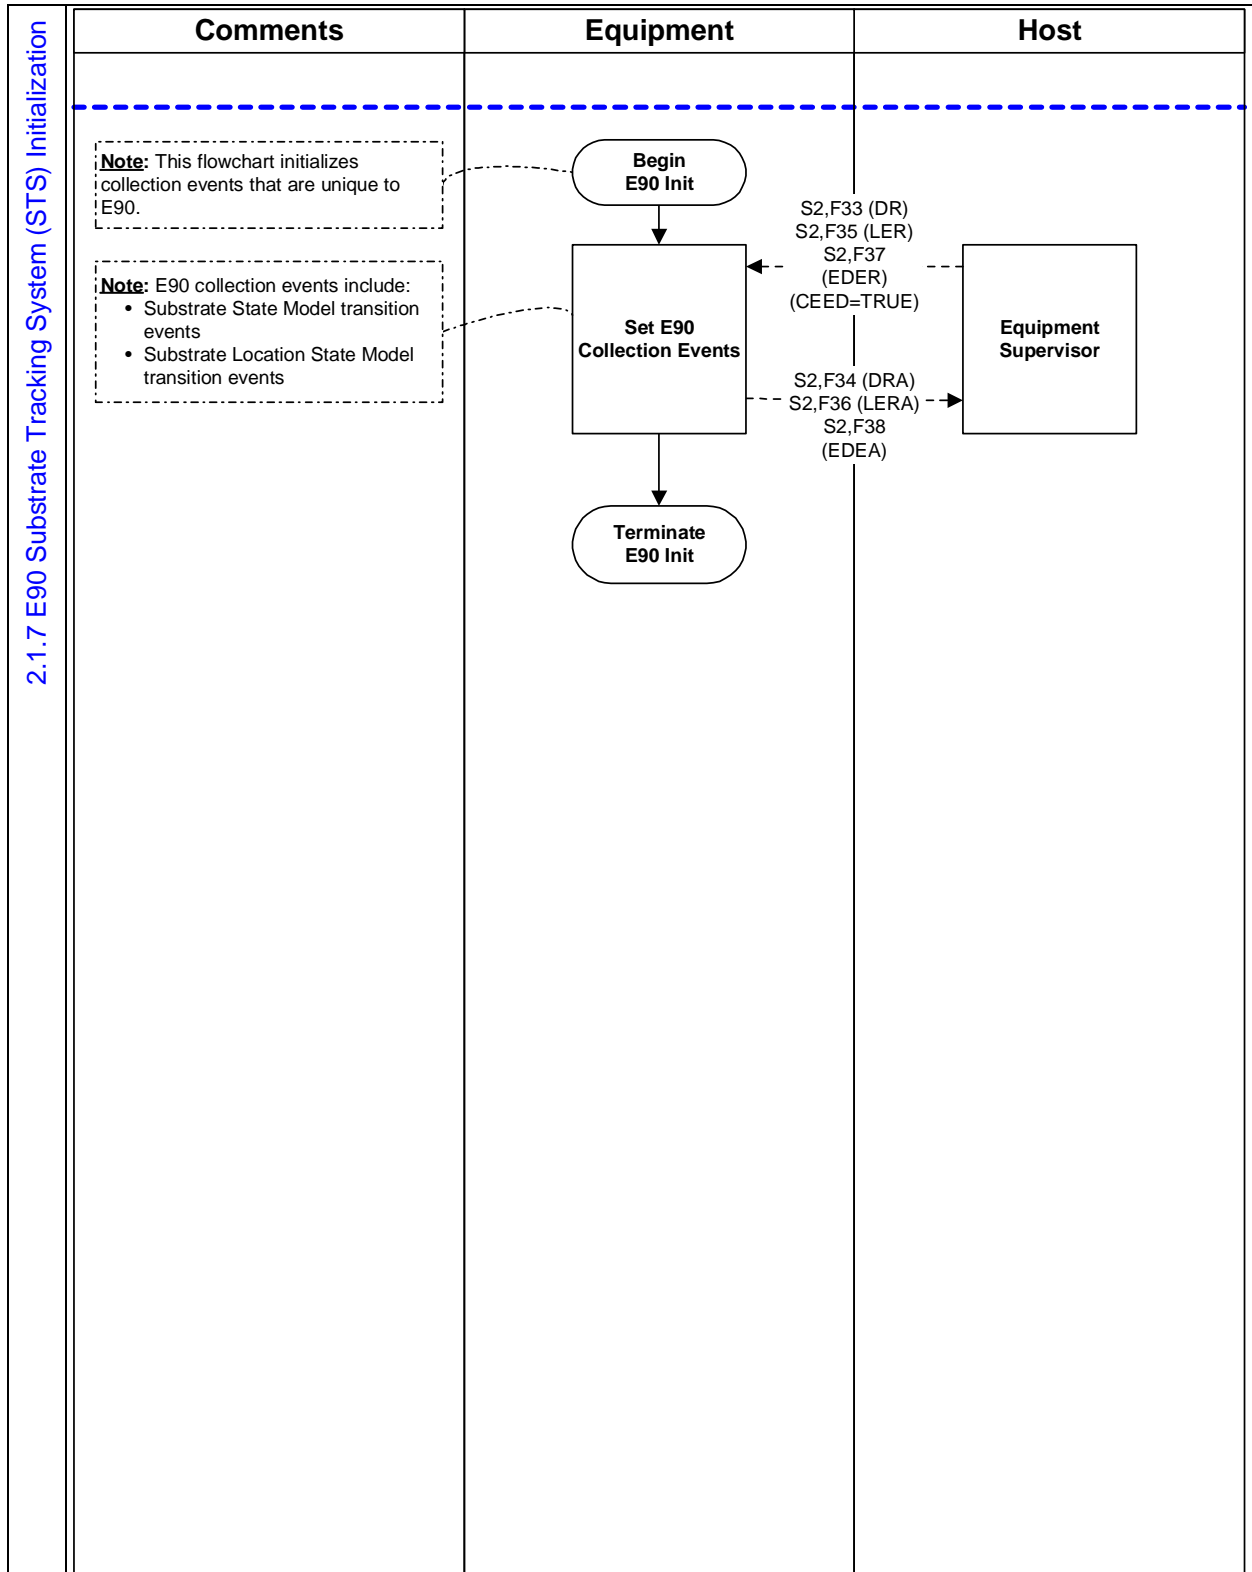 2.1.7 E90 Substrate Tracking System (STS) Initialization
Comments
Equipment
Host
Note: This flowchart initializes
collection events that are unique to
E90.
Begin
E90 Init
Note: E90 collection events include:
• Substrate State Model transition
events
• Substrate Location State Model
transition events
Set E90
Collection Events
S2,F33 (DR)
S2,F35 (LER)
S2,F37
(EDER)
(CEED=TRUE)
S2,F34 (DRA)
S2,F36 (LERA)
S2,F38
(EDEA)
Equipment
Supervisor
Terminate
E90 Init